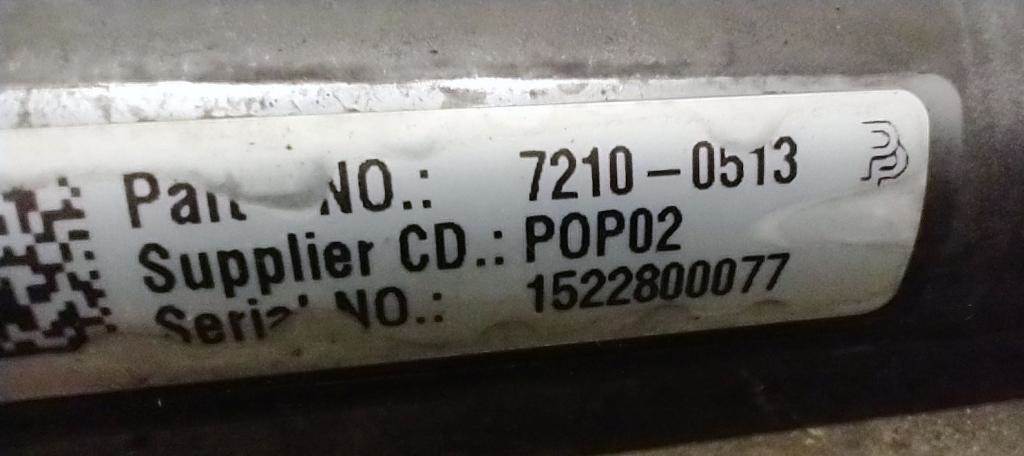 Part NO.: 7210-0513
Supplier CD.: POP02
Serial NO.: 1522800077